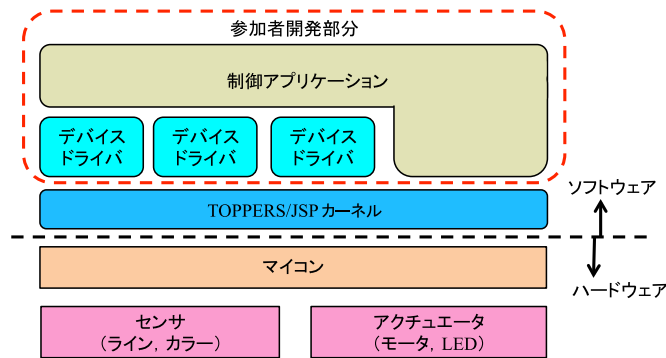 参加者開発部分
制御アプリケーション
デバイス
ドライバ
デバイス
ドライバ
デバイス
ドライバ
ソフトウェア
TOPPERS/JSP カーネル
マイコン
ハードウェア
センサ
（ライン, カラー）
アクチュエータ
（モータ, LED）